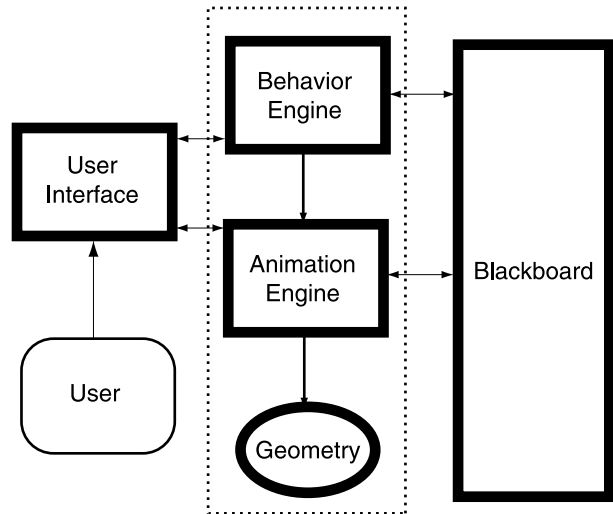 Behavior
Engine
User
Interface
Animation
Engine
Blackboard
User
Geometry